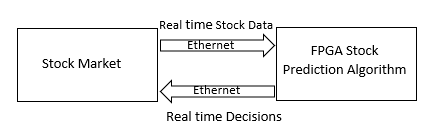 Real time Stock Data
Ethernet
Stock Market
FPGA Stock
Prediction Algorithm
Ethernet
Real time Decisions